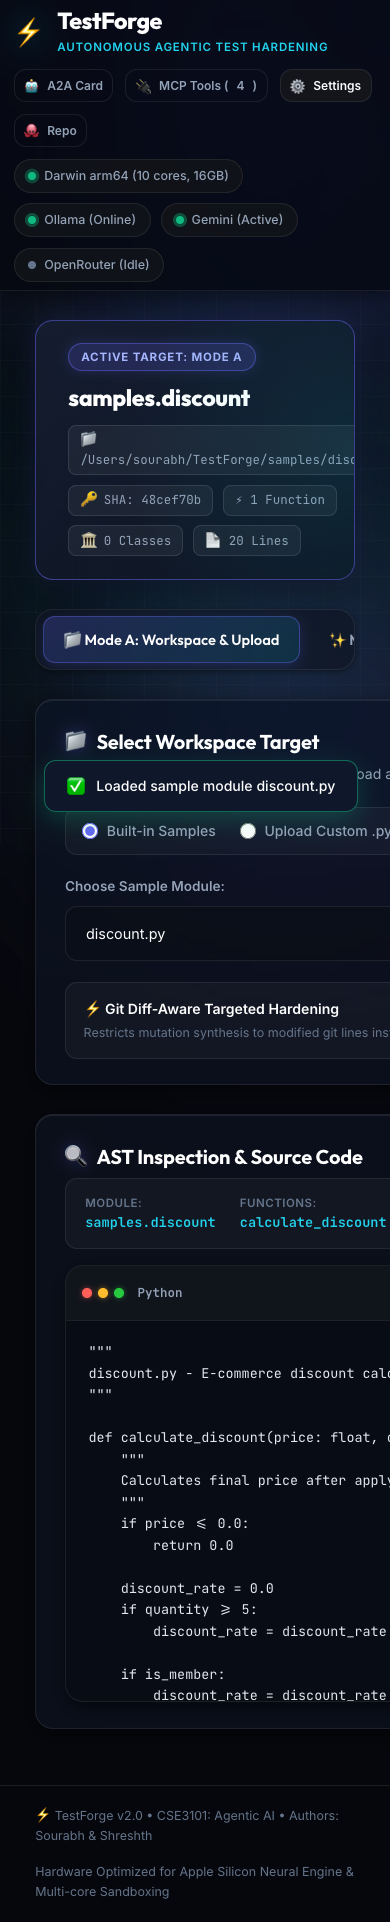 TestForge
AUTONOMOUS AGENTIC TEST HARDENING
A2A Card
MCP Tools ( 4 )
Settings
Repo
Darwin arm64 (10 cores, 16GB)
Ollama (Online)
Gemini (Active)
OpenRouter (Idle)
ACTIVE TARGET: MODE A
samples.discount
/Users/sourabh/TestForge/samples/disc
SHA: 48cef70b
⚡ 1 Function
0 Classes
20 Lines
Mode A: Workspace & Upload
Select Workspace Target
Loaded sample module discount.py
Built-in Samples
Upload Custom .py
Choose Sample Module:
discount.py
Git Diff-Aware Targeted Hardening
Restricts mutation synthesis to modified git lines
AST Inspection & Source Code
MODULE:
FUNCTIONS:
samples.discount
calculate_discount
Python
"""
discount.py - E-commerce discount calc
"""
def calculate_discount(price: float,
"""
Calculates final price after apply
"""
if price <= 0.0:
return 0.0
discount_rate = 0.0
if quantity >= 5:
discount_rate = discount_rate
if is_member:
discount_rate = discount_rate
TestForge v2.0 • CSE3101: Agentic AI • Authors:
Sourabh & Shreshth
Hardware Optimized for Apple Silicon Neural Engine &
Multi-core Sandboxing